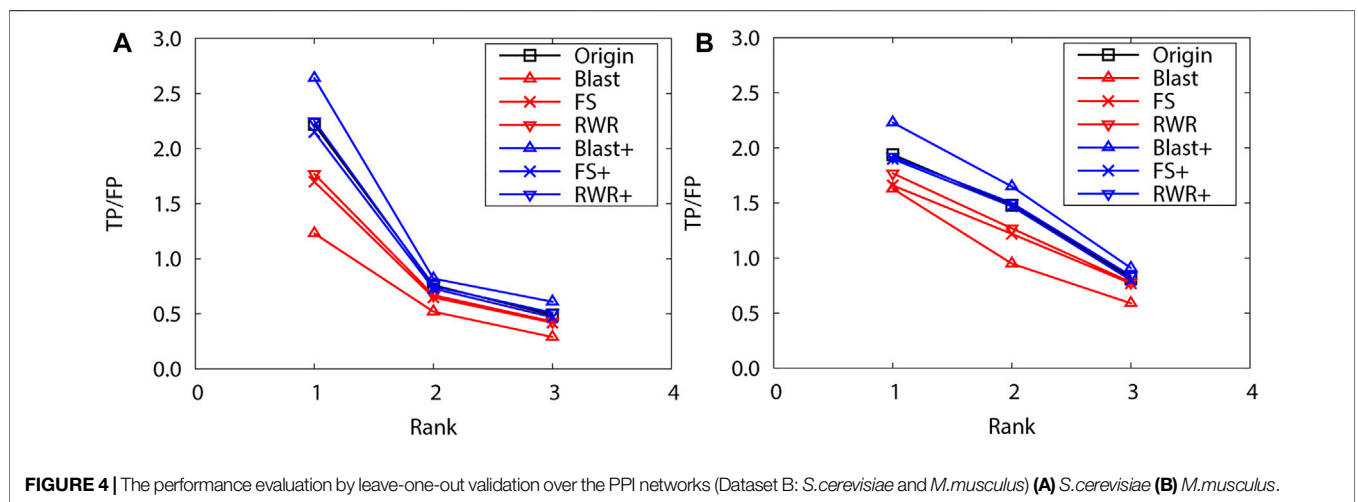 A
3.0
2.5
2.0
1.5
1.0
0.5
0.0
TP/FP
0 1 2 3 4
Rank
Origin
Blast
FS
RWR
Blast+
FS+
RWR+
B
3.0
2.5
2.0
1.5
1.0
0.5
0.0
TP/FP
0 1 2 3 4
Rank
Origin
Blast
FS
RWR
Blast+
FS+
RWR+
FIGURE 4 | The performance evaluation by leave-one-out validation over the PPI networks (Dataset B: S.cerevisiae and M.musculus) (A) S.cerevisiae (B) M.musculus.